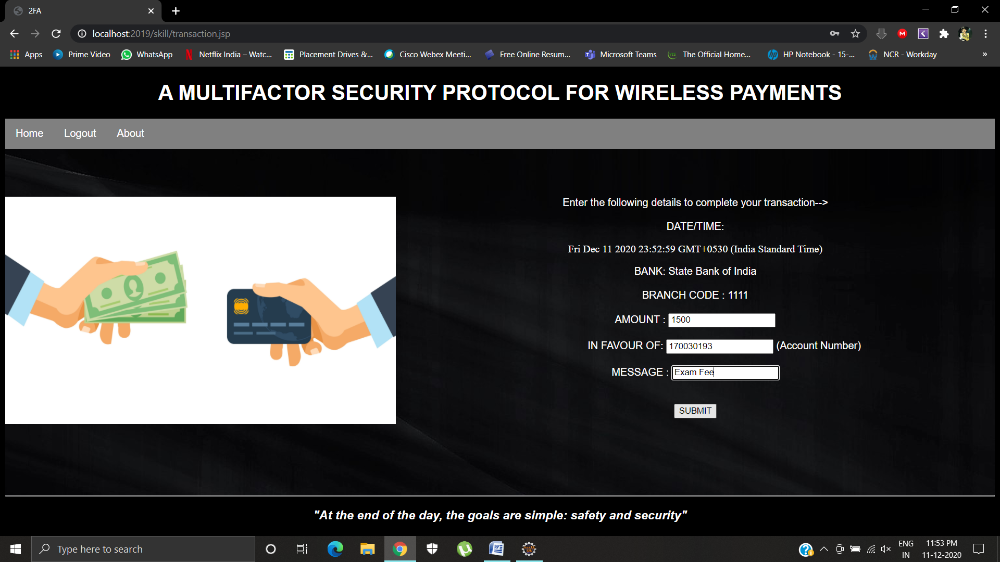 2FA
localhost:2019/skill/transaction.jsp
Apps Prime Video WhatsApp Netflix India – Watc... Placement Drives &... Cisco Webex Meeti... Free Online Resum... Microsoft Teams The Official Home... HP Notebook - 15-... NCR - Workday »
A MULTIFACTOR SECURITY PROTOCOL FOR WIRELESS PAYMENTS
Home Logout About
Enter the following details to complete your transaction-->
DATE/TIME:
Fri Dec 11 2020 23:52:59 GMT+0530 (India Standard Time)
BANK: State Bank of India
BRANCH CODE : 1111
AMOUNT : 1500
IN FAVOUR OF: 170030193 (Account Number)
MESSAGE : Exam Fee
SUBMIT
"At the end of the day, the goals are simple: safety and security"
Type here to search
ENG 11:53 PM
IN 11-12-2020